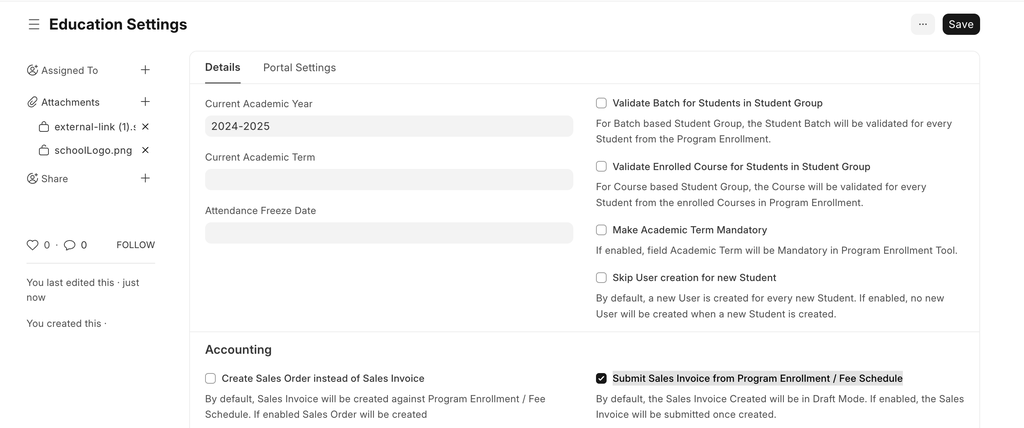 Education Settings
...
Save
Assigned To
Attachments
external-link (1).s
schoolLogo.png
Share
0 · 0 FOLLOW
You last edited this · just
now
You created this ·
Details Portal Settings
Current Academic Year
2024-2025
Current Academic Term
Attendance Freeze Date
Validate Batch for Students in Student Group
For Batch based Student Group, the Student Batch will be validated for every
Student from the Program Enrollment.
Validate Enrolled Course for Students in Student Group
For Course based Student Group, the Course will be validated for every
Student from the enrolled Courses in Program Enrollment.
Make Academic Term Mandatory
If enabled, field Academic Term will be Mandatory in Program Enrollment Tool.
Skip User creation for new Student
By default, a new User is created for every new Student. If enabled, no new
User will be created when a new Student is created.
Accounting
Create Sales Order instead of Sales Invoice
By default, Sales Invoice will be created against Program Enrollment / Fee
Schedule. If enabled Sales Order will be created
Submit Sales Invoice from Program Enrollment / Fee Schedule
By default, the Sales Invoice Created will be in Draft Mode. If enabled, the Sales
Invoice will be submitted once created.